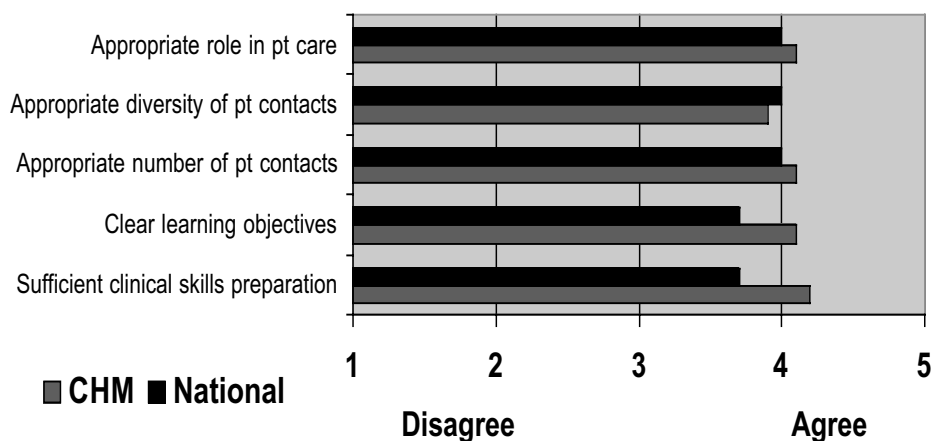 Appropriate role in pt care
Appropriate diversity of pt contacts
Appropriate number of pt contacts
Clear learning objectives
Sufficient clinical skills preparation
1 2 3 4 5
CHM National
Disagree Agree